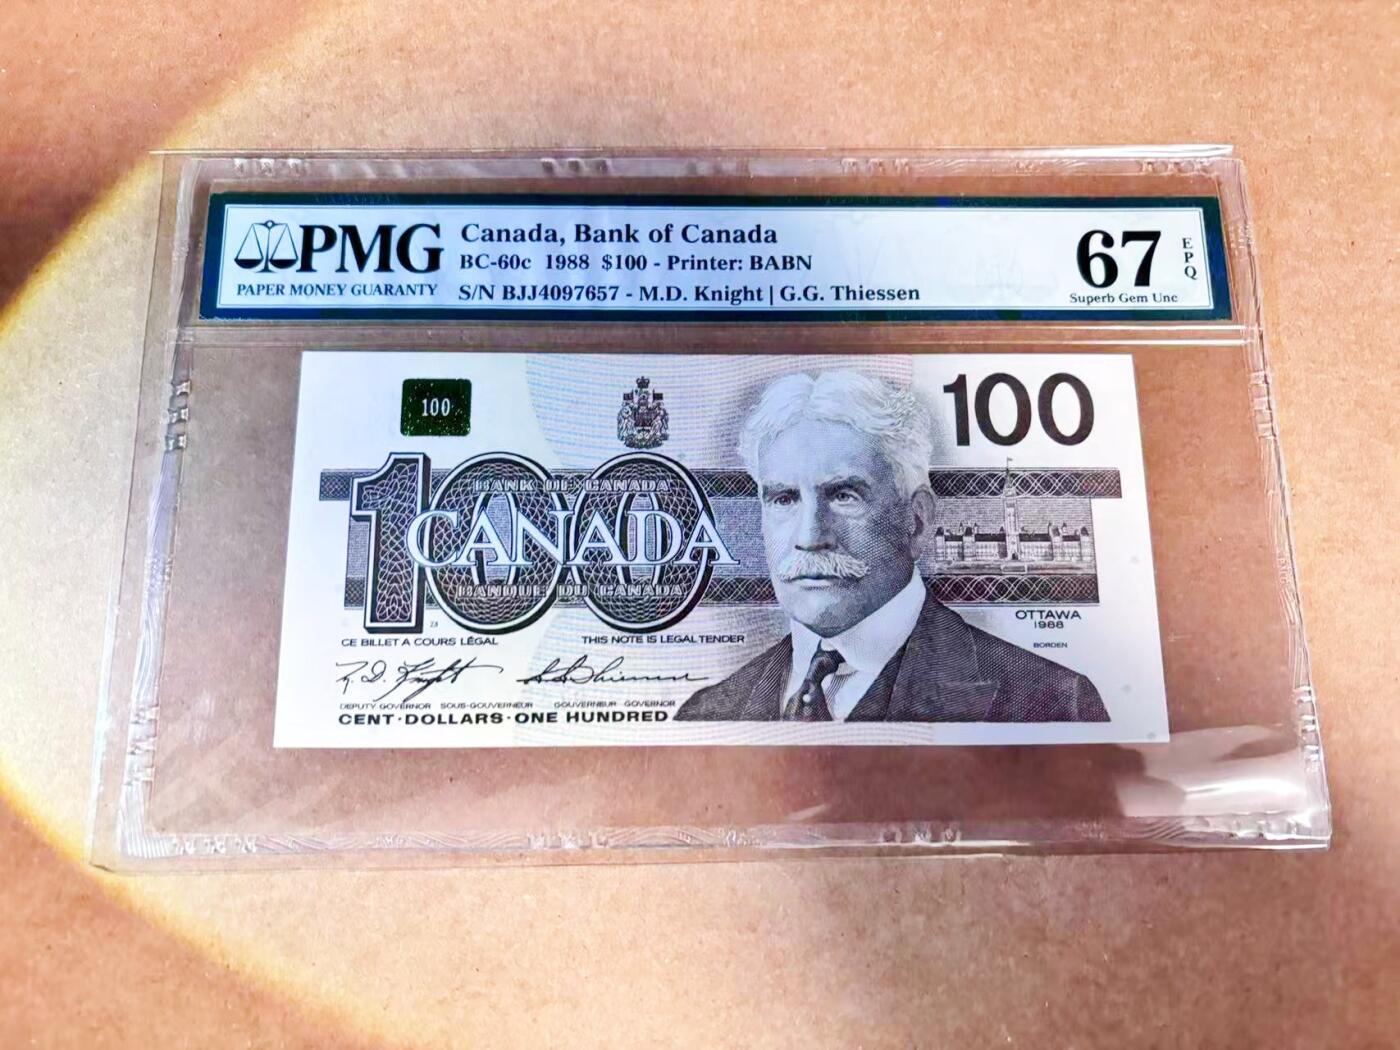 PMG
PAPER MONEY GUARANTY
Canada, Bank of Canada
BC-60c 1988 $100 - Printer: BABN
S/N BJJ4097657 - M.D. Knight | G.G. Thiessen
67
EPQ
Superb Gem Unc
100
100
100
BANK OF CANADA
CANADA
BANQUE DU CANADA
CE BILLET A COURS LÉGAL
THIS NOTE IS LEGAL TENDER
OTTAWA
1988
BORDEN
DEPUTY GOVERNOR SOUS-GOUVERNEUR
GOUVERNEUR GOVERNOR
CENT·DOLLARS·ONE HUNDRED